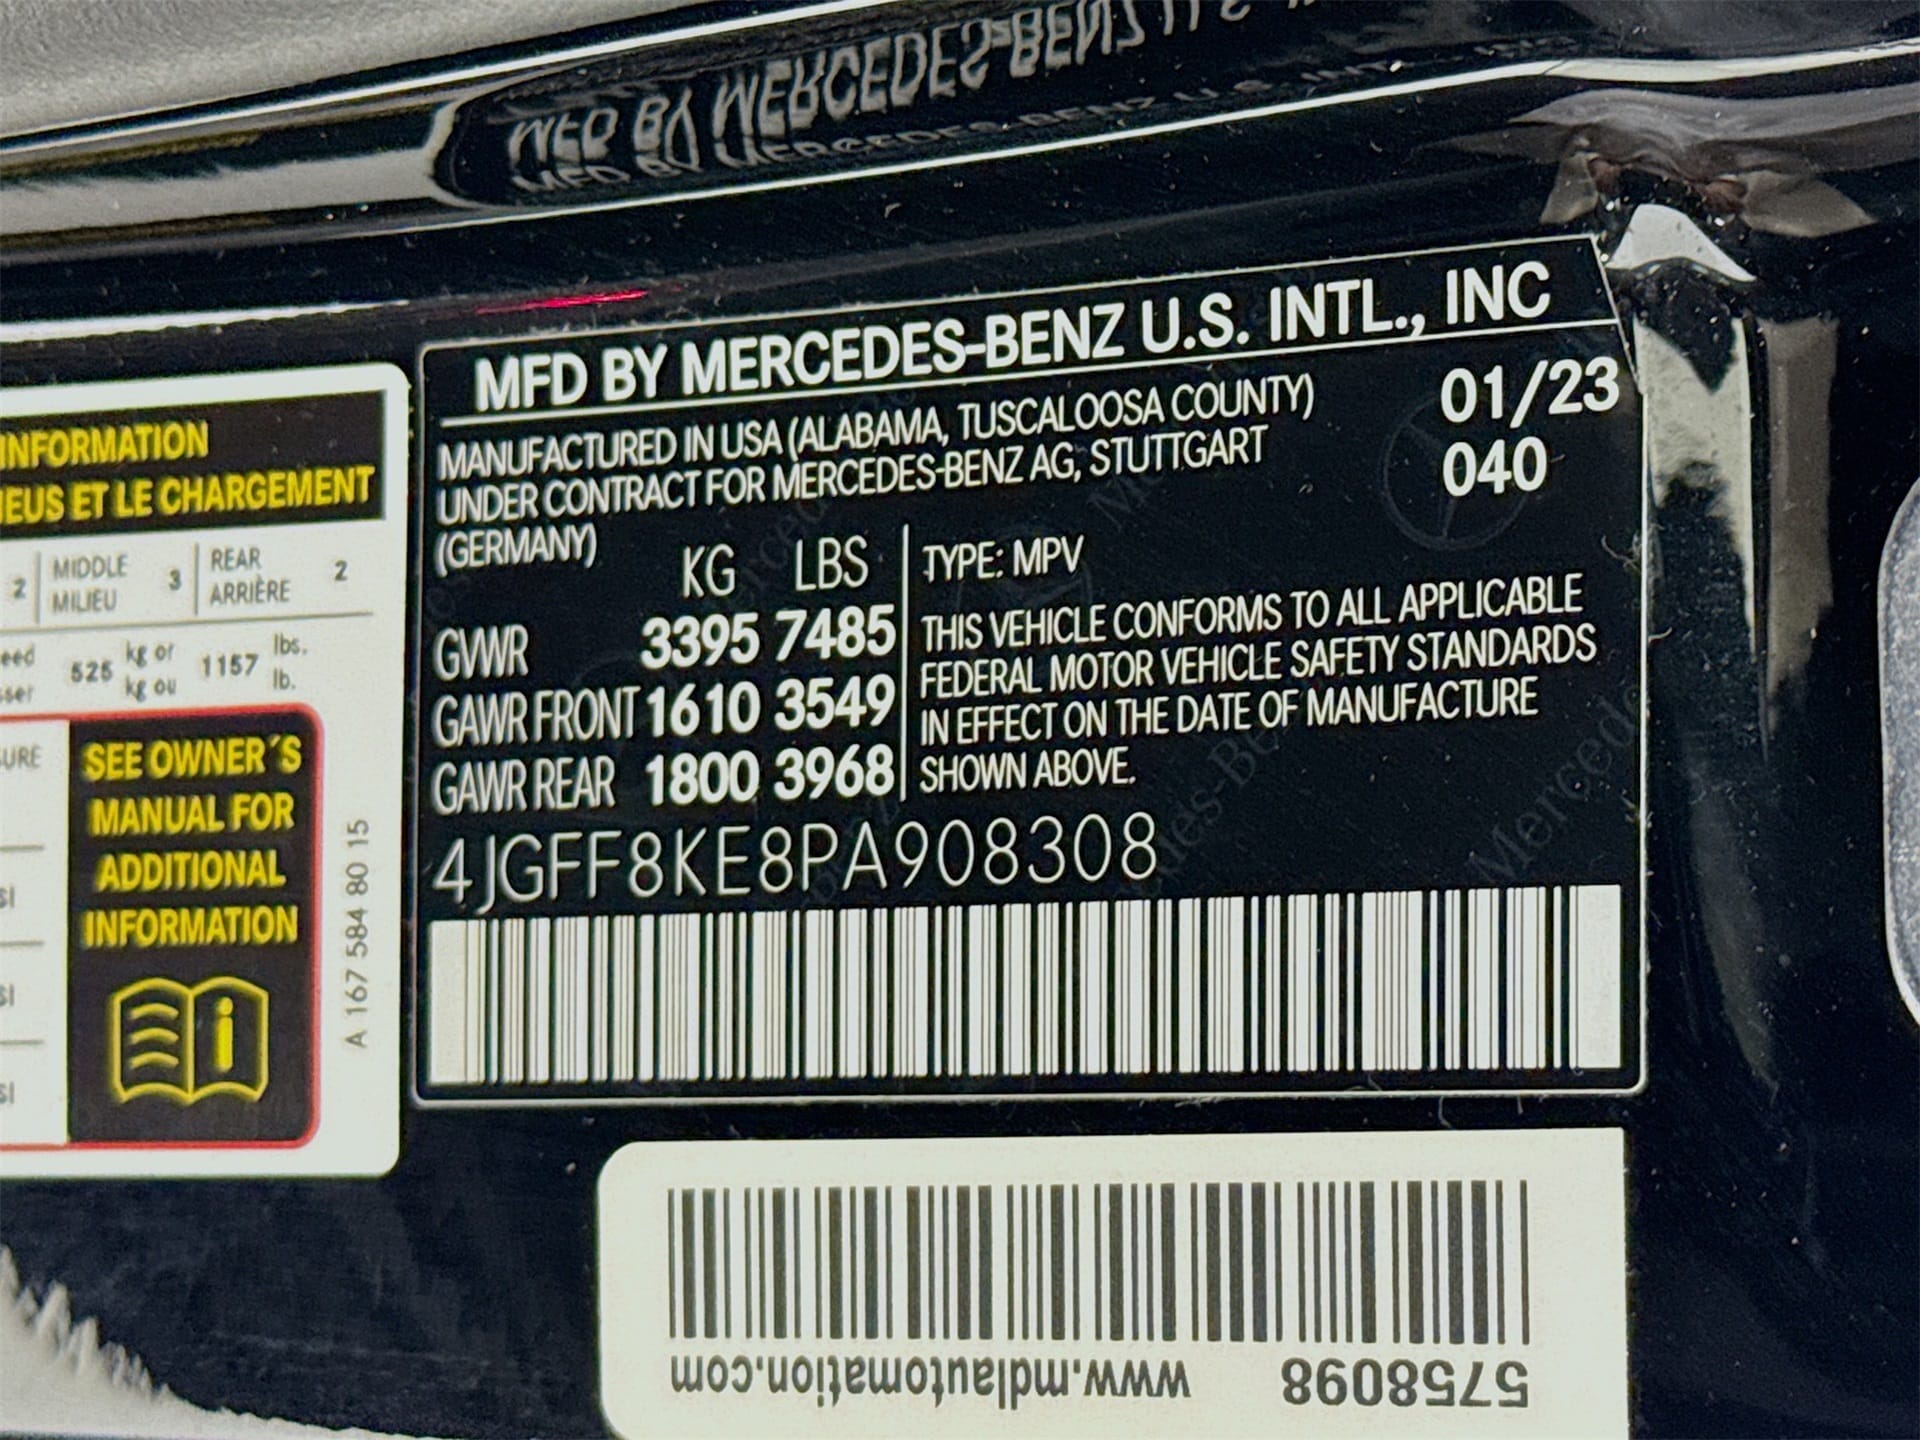 MFD BY MERCEDES-BENZ U.S. INTL., INC
MANUFACTURED IN USA (ALABAMA, TUSCALOOSA COUNTY)
UNDER CONTRACT FOR MERCEDES-BENZ AG, STUTTGART
(GERMANY)
01/23
040
KG LBS
GVWR 3395 7485
GAWR FRONT 1610 3549
GAWR REAR 1800 3968
TYPE: MPV
THIS VEHICLE CONFORMS TO ALL APPLICABLE
FEDERAL MOTOR VEHICLE SAFETY STANDARDS
IN EFFECT ON THE DATE OF MANUFACTURE
SHOWN ABOVE.
4JGFF8KE8PA908308
INFORMATION
ET LE CHARGEMENT
2
MIDDLE
MILIEU
3
REAR
ARRIÈRE
2
525 kg or
kg ou
1157 lbs.
lb.
SEE OWNER´S
MANUAL FOR
ADDITIONAL
INFORMATION
A 167 584 80 15
5758098
www.mdlautomation.com